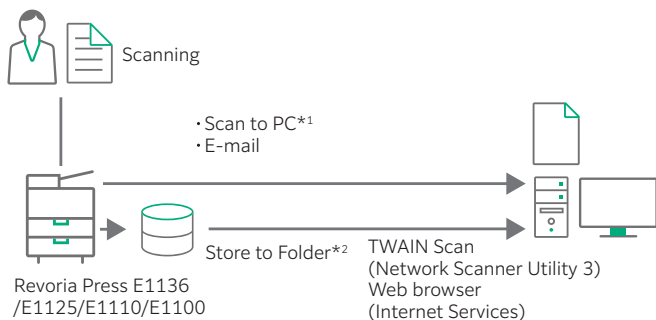 Scanning
・Scan to PC*1
・E-mail
Store to Folder*2
TWAIN Scan
(Network Scanner Utility 3)
Web browser
(Internet Services)
Revoria Press E1136
/E1125/E1110/E1100